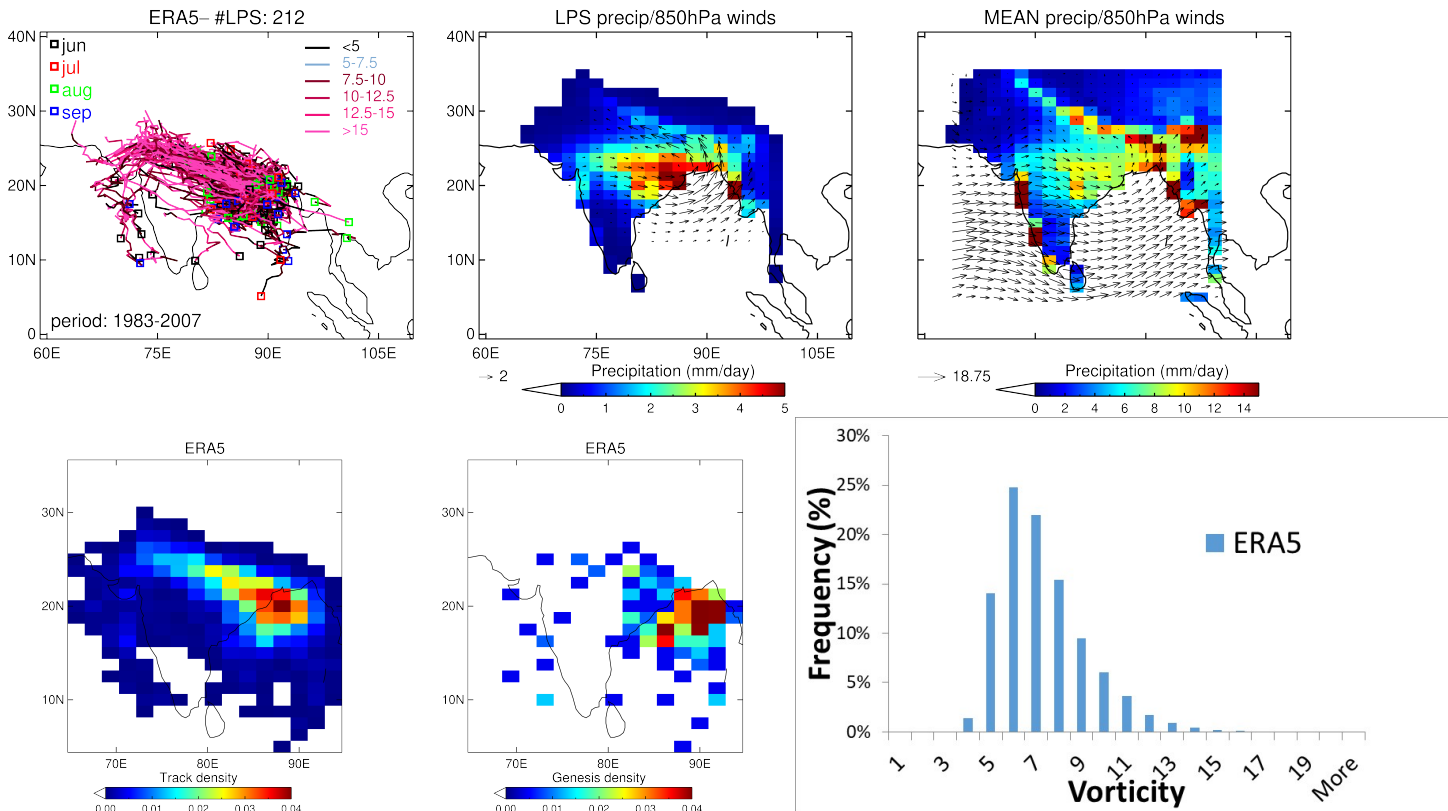 ERA5– #LPS: 212
40N
30N
20N
10N
0
jun
jul
aug
sep
<5
5-7.5
7.5-10
10-12.5
12.5-15
>15
period: 1983-2007
60E 75E 90E 105E
LPS precip/850hPa winds
40N
30N
20N
10N
0
60E 75E 90E 105E
2
Precipitation (mm/day)
0 1 2 3 4 5
MEAN precip/850hPa winds
18.75
Precipitation (mm/day)
0 2 4 6 8 10 12 14
ERA5
30N
20N
10N
70E 80E 90E
Track density
0.00 0.01 0.02 0.03 0.04
ERA5
30N
20N
10N
70E 80E 90E
Genesis density
0.00 0.01 0.02 0.03 0.04
30%
25%
20%
15%
10%
5%
0%
Frequency (%)
ERA5
1 3 5 7 9 11 13 15 17 19 More
Vorticity